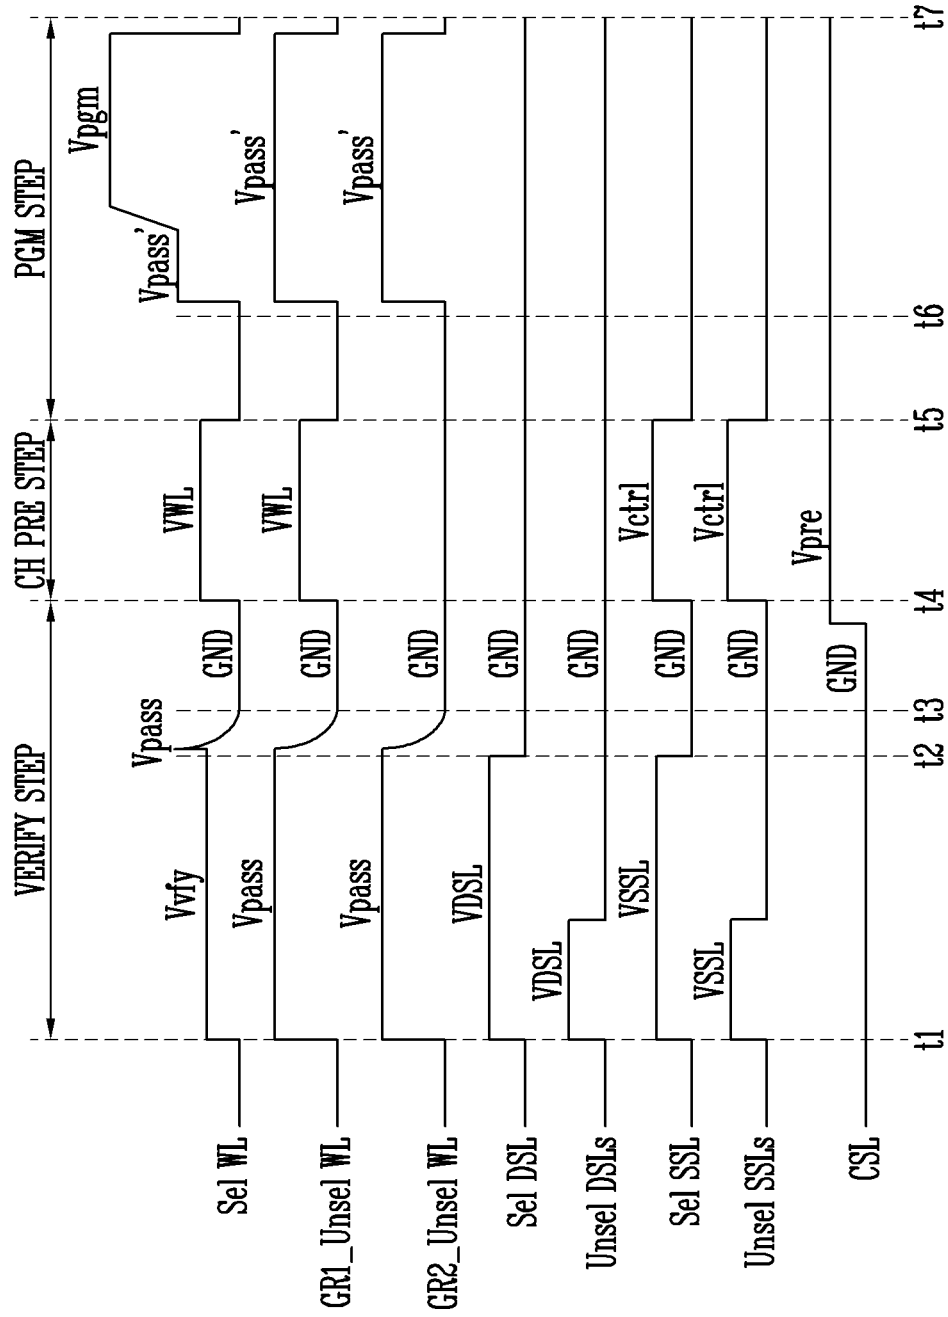 VERIFY STEP
CH PRE STEP
PGM STEP
Sel WL
Vvfy
Vpass
GND
VWL
Vpass'
Vpgm
GR1_Unsel WL
Vpass
GND
VWL
Vpass'
GR2_Unsel WL
Vpass
GND
Vpass'
Sel DSL
VDSL
GND
Unsel DSLs
VDSL
GND
Sel SSL
VSSL
GND
Vctrl
Unsel SSLs
VSSL
GND
Vctrl
CSL
GND
Vpre
t1
t2
t3
t4
t5
t6
t7